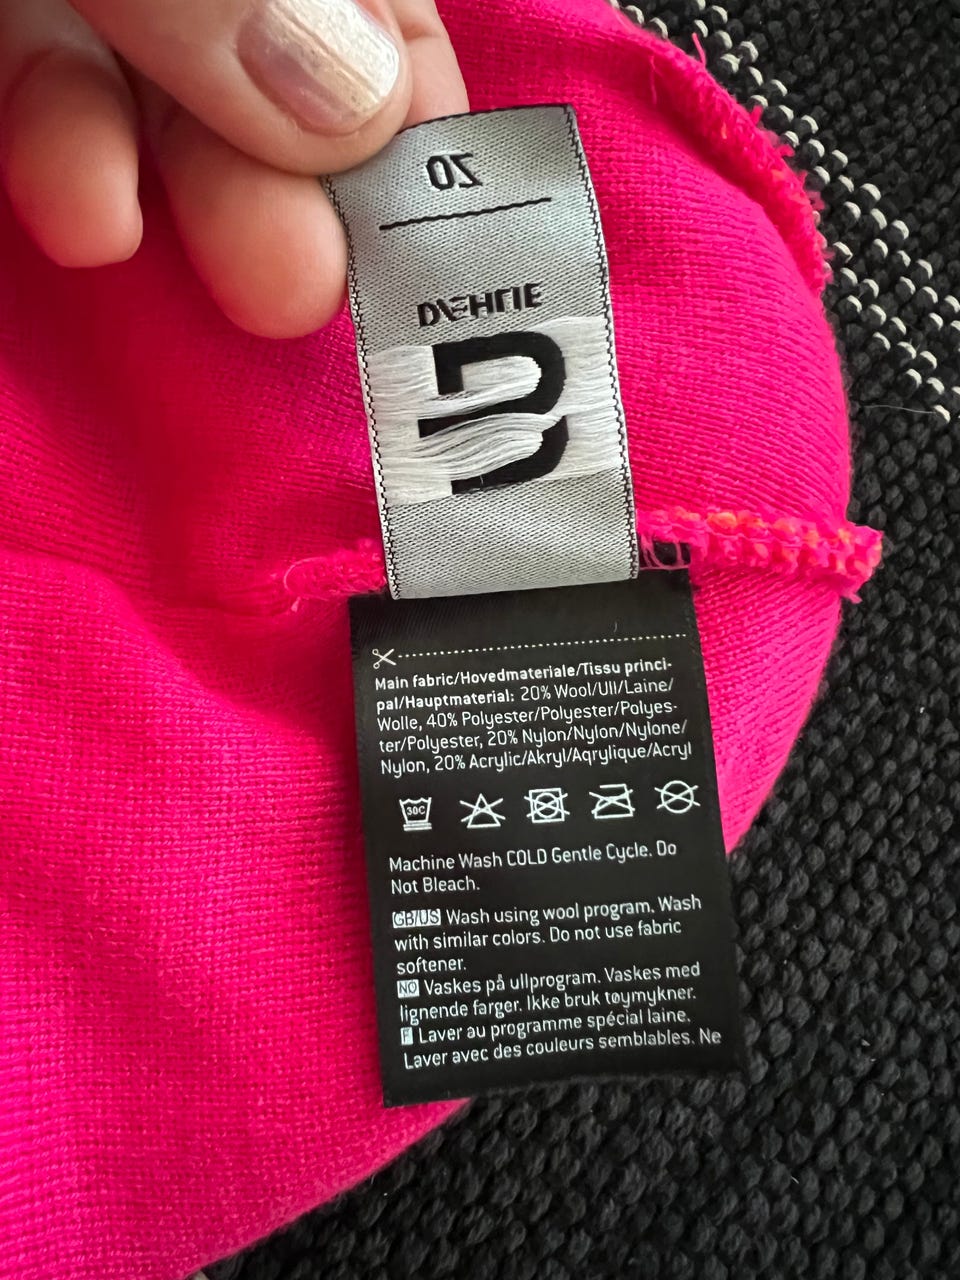 OS
DÆHLIE
Main fabric/Hovedmateriale/Tissu princi-
pal/Hauptmaterial: 20% Wool/Ull/Laine/
Wolle, 40% Polyester/Polyester/Polyes-
ter/Polyester, 20% Nylon/Nylon/Nylone/
Nylon, 20% Acrylic/Akryl/Aqrylique/Acryl
30C
Machine Wash COLD Gentle Cycle. Do
Not Bleach.
GB/US Wash using wool program. Wash
with similar colors. Do not use fabric
softener.
NO Vaskes på ullprogram. Vaskes med
lignende farger. Ikke bruk tøymykner.
F Laver au programme spécial laine.
Laver avec des couleurs semblables. Ne